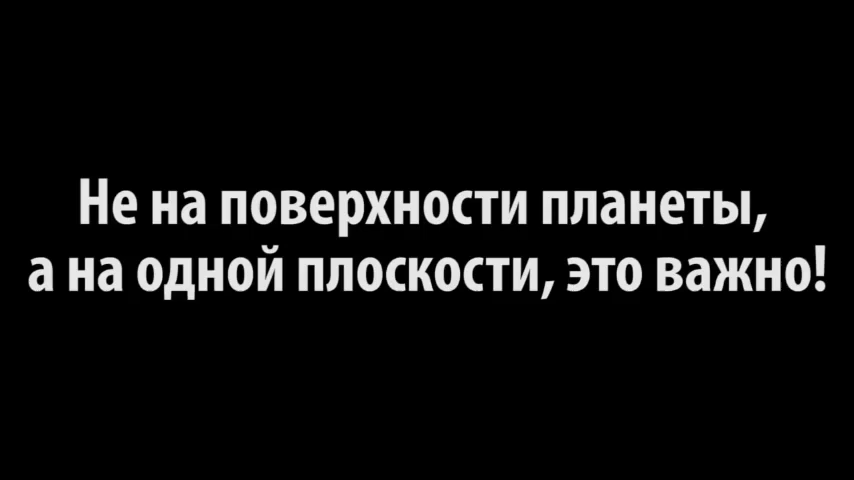 Не на поверхности планеты,
а на одной плоскости, это важно!